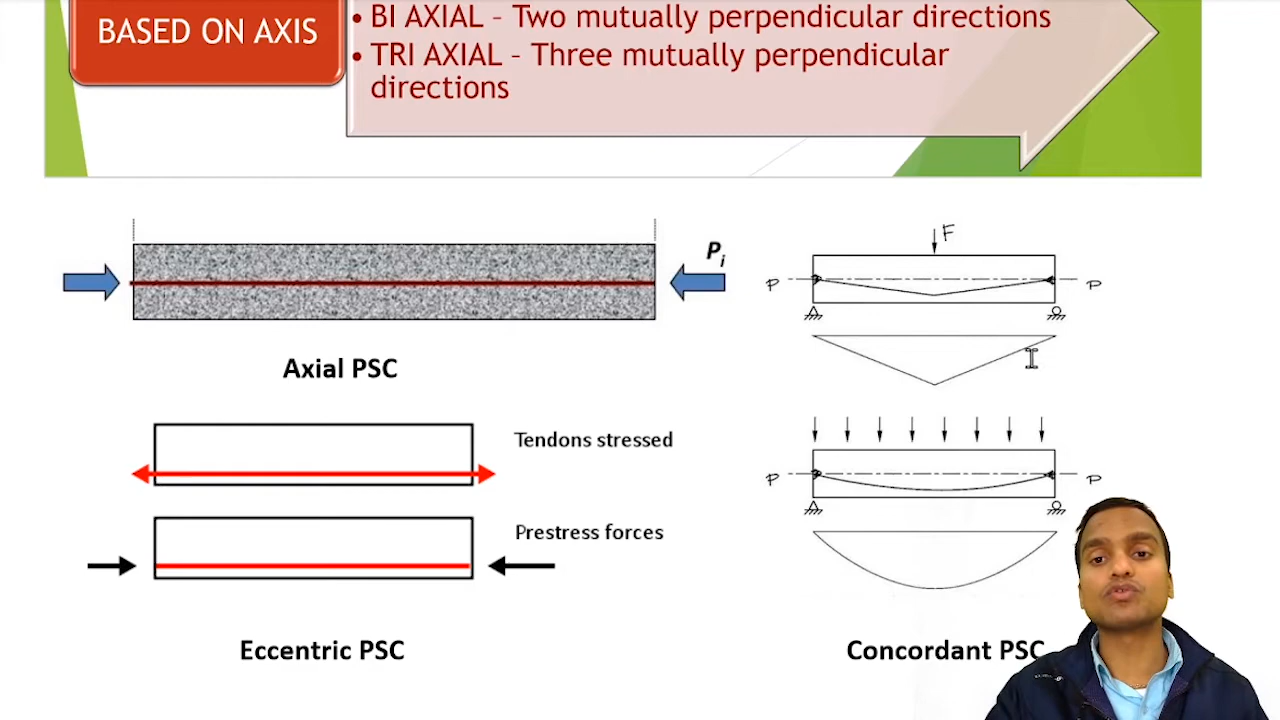 BASED ON AXIS
• BI AXIAL – Two mutually perpendicular directions
• TRI AXIAL – Three mutually perpendicular
directions
Pi
F
P
P
Axial PSC
Tendons stressed
P
P
Prestress forces
Eccentric PSC
Concordant PSC